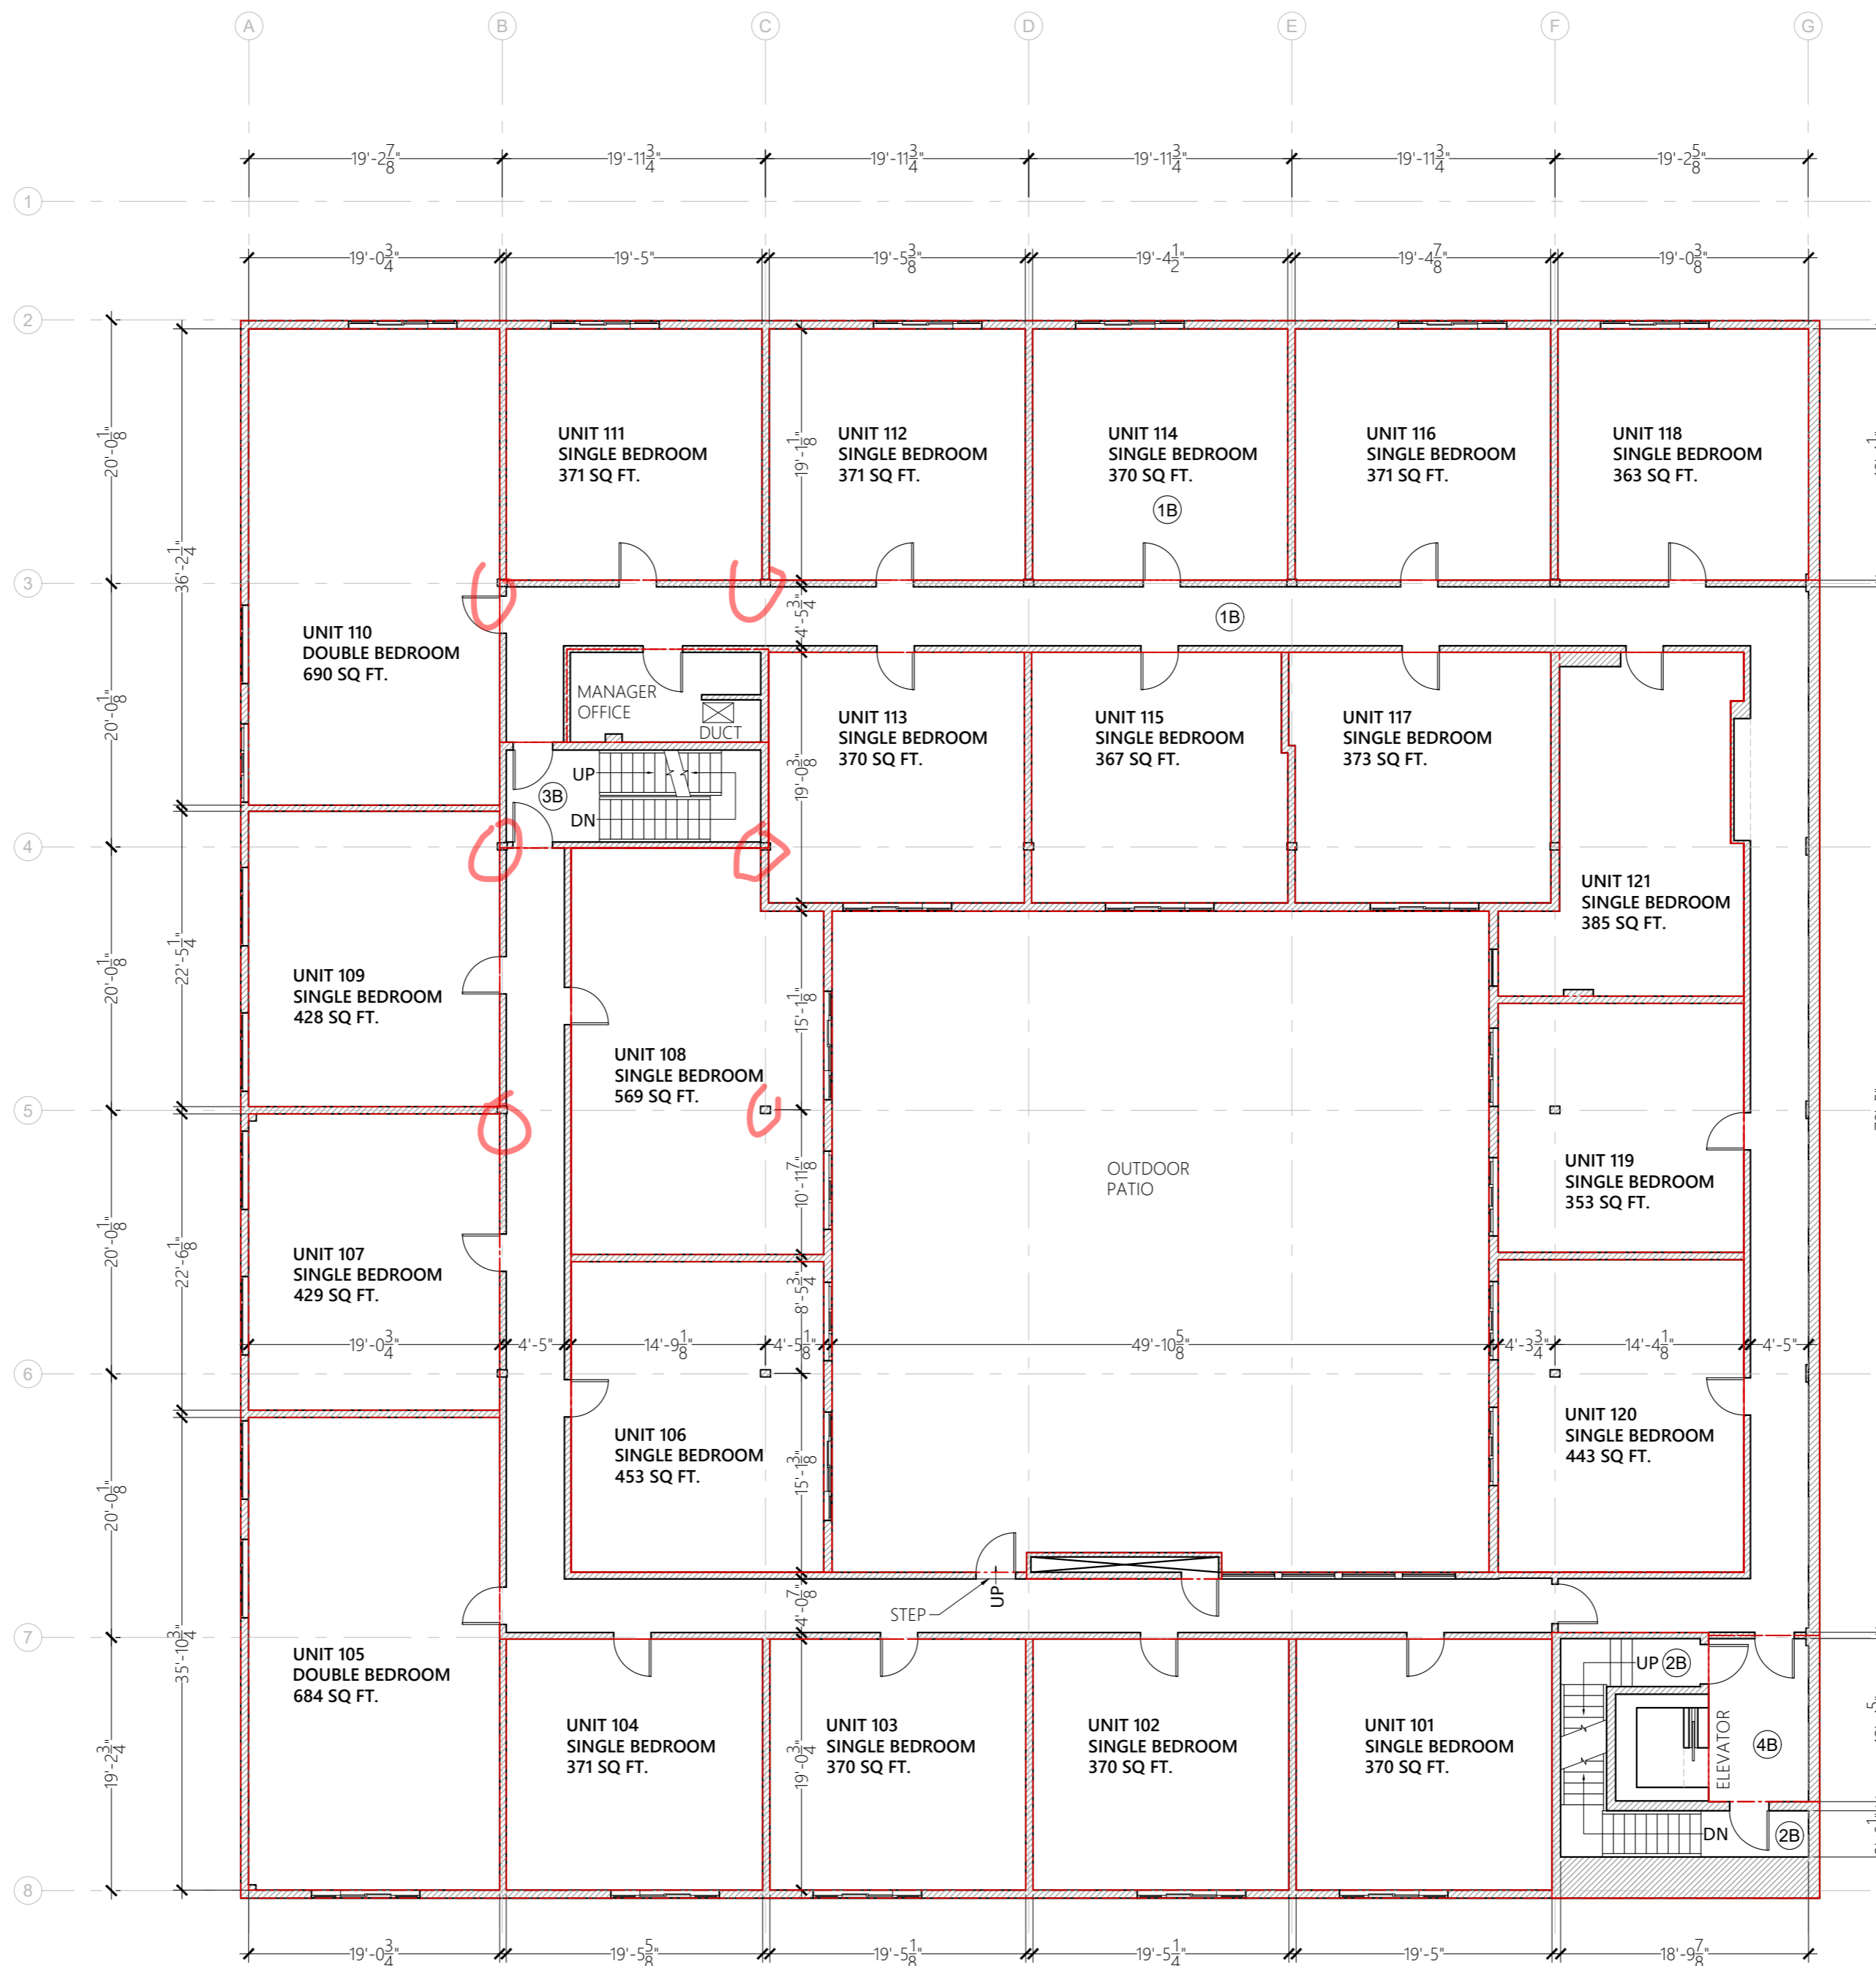 A B C D E F G
19'-2 7/8" 19'-11 3/4" 19'-11 3/4" 19'-11 3/4" 19'-11 3/4" 19'-2 5/8"
1
19'-0 3/4" 19'-5" 19'-5 3/8" 19'-4 1/2" 19'-4 7/8" 19'-0 3/8"
2
20'-0 1/8"
36'-2 1/4"
19'-1 1/8"
UNIT 111
SINGLE BEDROOM
371 SQ FT.
UNIT 112
SINGLE BEDROOM
371 SQ FT.
UNIT 114
SINGLE BEDROOM
370 SQ FT.
1B
UNIT 116
SINGLE BEDROOM
371 SQ FT.
UNIT 118
SINGLE BEDROOM
363 SQ FT.
3
4'-5 3/4"
1B
UNIT 110
DOUBLE BEDROOM
690 SQ FT.
20'-0 1/8"
MANAGER
OFFICE
DUCT
UP
3B
DN
19'-0 3/8"
UNIT 113
SINGLE BEDROOM
370 SQ FT.
UNIT 115
SINGLE BEDROOM
367 SQ FT.
UNIT 117
SINGLE BEDROOM
373 SQ FT.
4
UNIT 121
SINGLE BEDROOM
385 SQ FT.
20'-0 1/8"
22'-5 1/4"
UNIT 109
SINGLE BEDROOM
428 SQ FT.
15'-1 1/8"
UNIT 108
SINGLE BEDROOM
569 SQ FT.
5
10'-11 7/8"
OUTDOOR
PATIO
UNIT 119
SINGLE BEDROOM
353 SQ FT.
20'-0 1/8"
22'-6 1/8"
UNIT 107
SINGLE BEDROOM
429 SQ FT.
8'-5 3/4"
19'-0 3/4" 4'-5" 14'-9 1/8" 4'-5 1/8" 49'-10 5/8" 4'-3 3/4" 14'-4 1/8" 4'-5"
6
UNIT 106
SINGLE BEDROOM
453 SQ FT.
15'-1 3/8"
UNIT 120
SINGLE BEDROOM
443 SQ FT.
20'-0 1/8"
STEP
UP
4'-0 7/8"
7
35'-10 3/4"
UNIT 105
DOUBLE BEDROOM
684 SQ FT.
UP 2B
19'-2 3/4"
UNIT 104
SINGLE BEDROOM
371 SQ FT.
19'-0 3/4"
UNIT 103
SINGLE BEDROOM
370 SQ FT.
UNIT 102
SINGLE BEDROOM
370 SQ FT.
UNIT 101
SINGLE BEDROOM
370 SQ FT.
ELEVATOR
4B
DN
2B
8
19'-0 3/4" 19'-5 5/8" 19'-5 1/8" 19'-5 1/4" 19'-5" 18'-9 7/8"